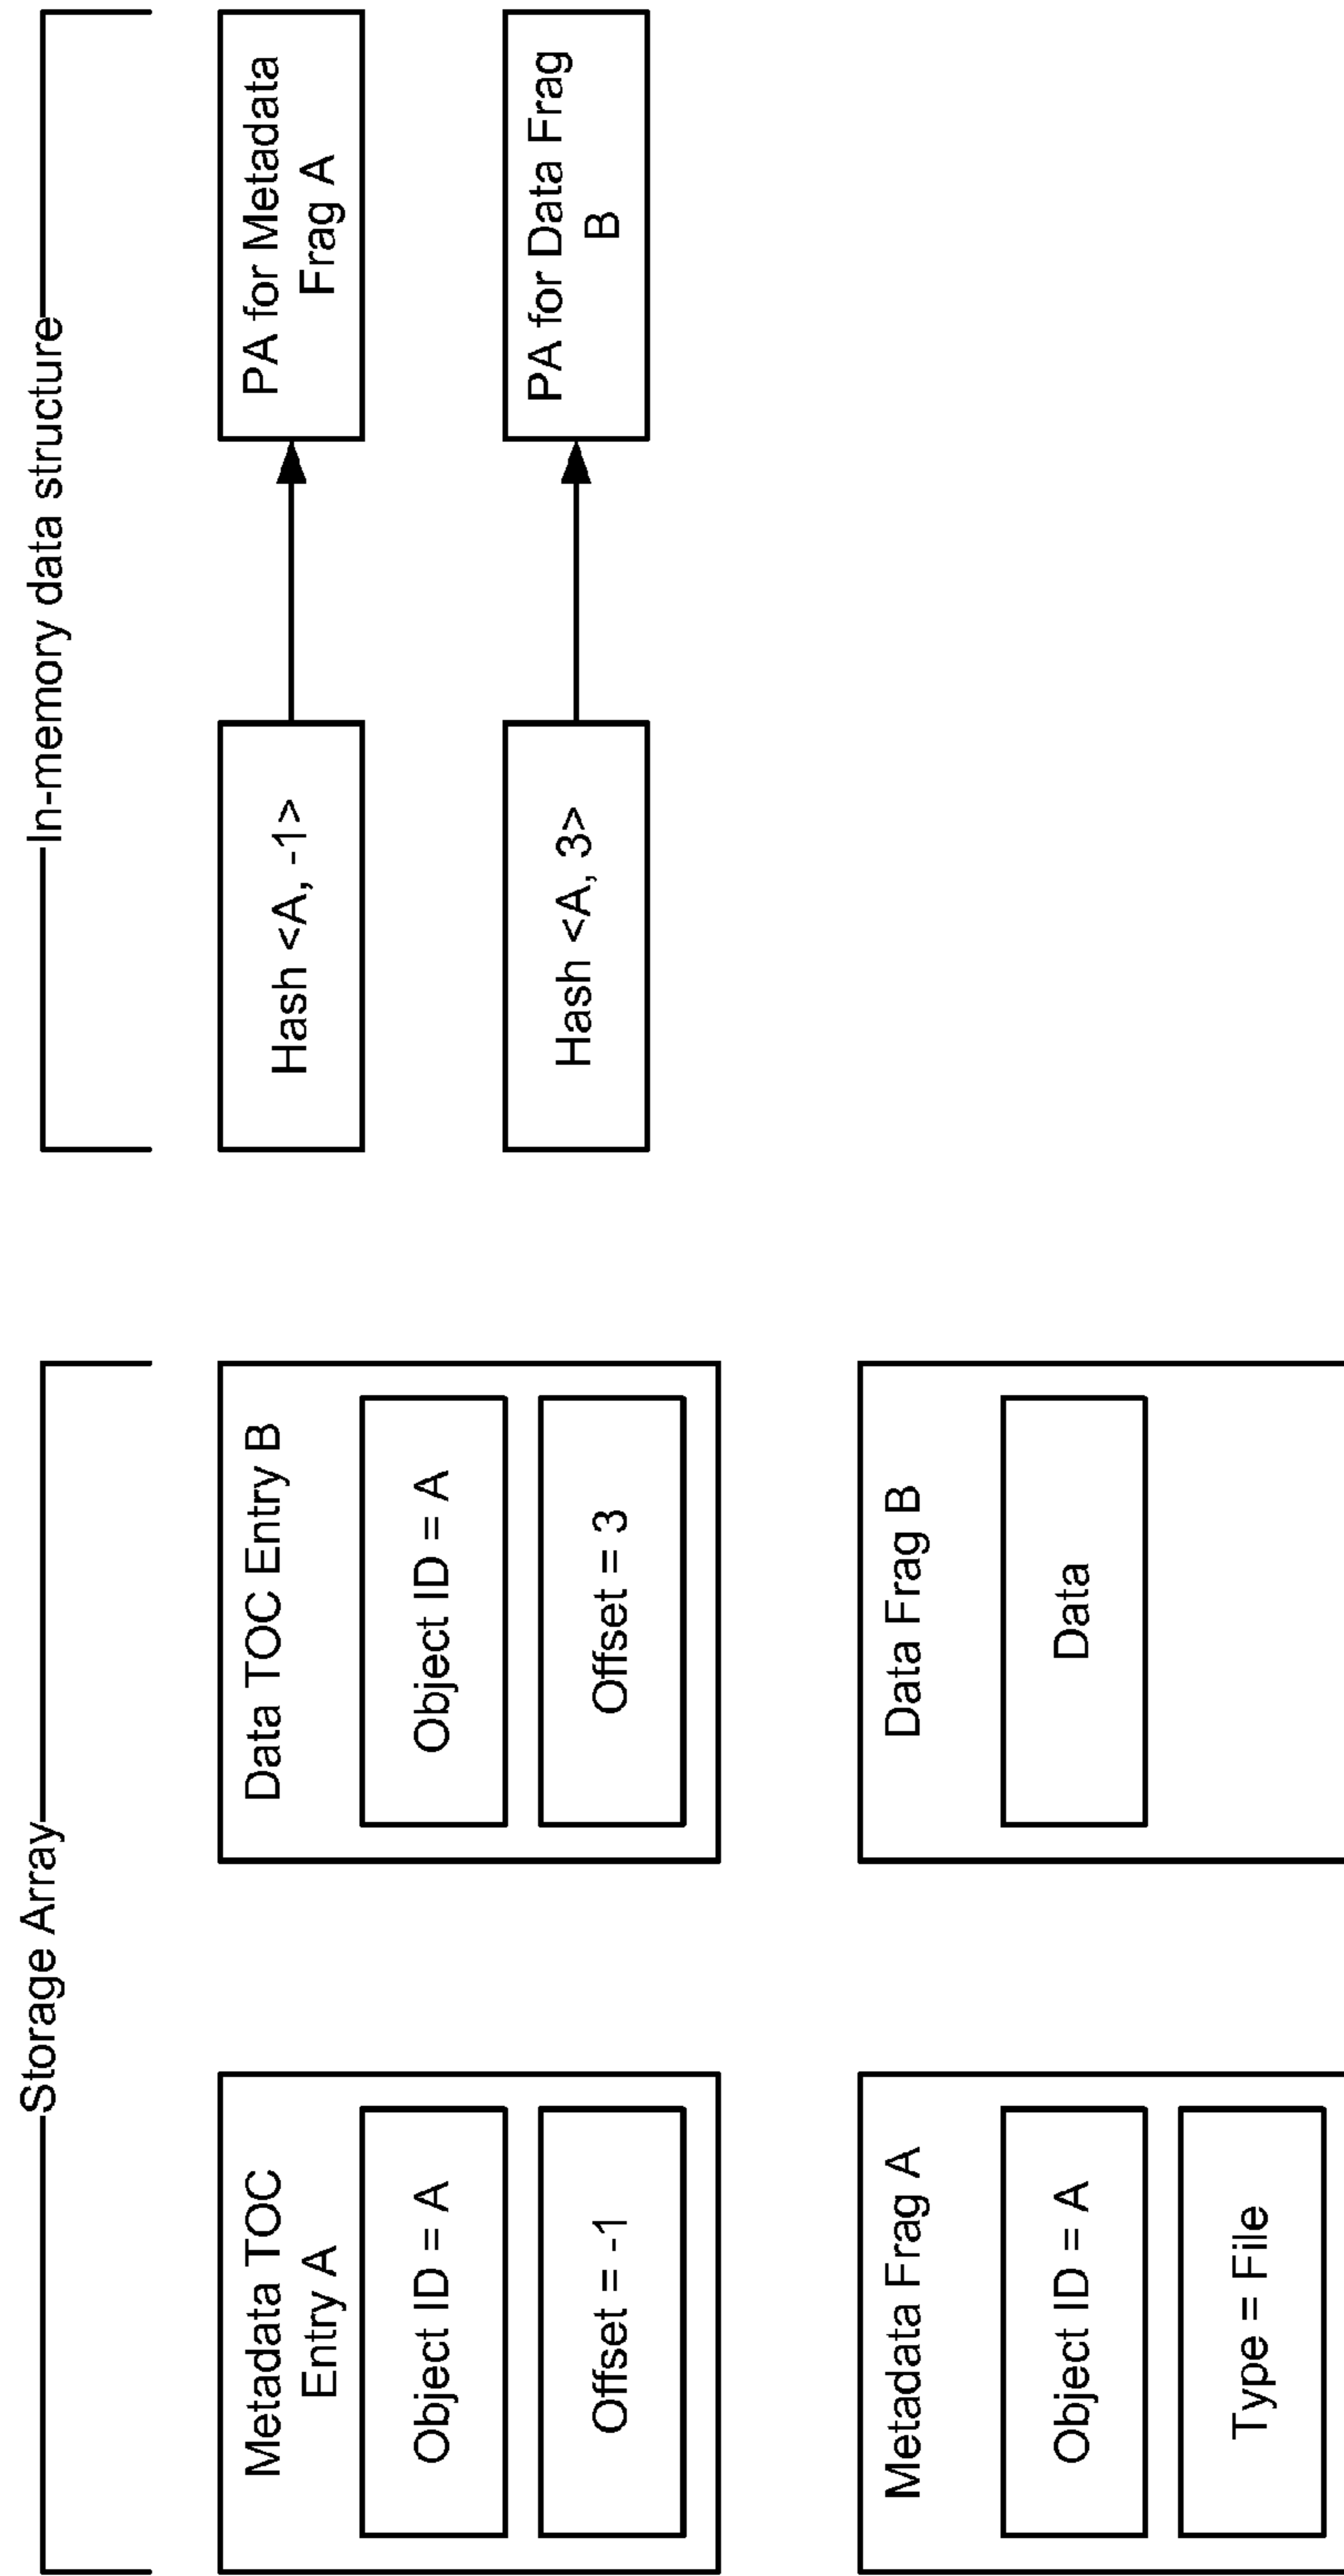 Storage Array
Metadata TOC
Entry A
Object ID = A
Offset = -1
Data TOC Entry B
Object ID = A
Offset = 3
Metadata Frag A
Object ID = A
Type = File
Data Frag B
Data
In-memory data structure
Hash <A, -1>
PA for Metadata
Frag A
Hash <A, 3>
PA for Data Frag
B